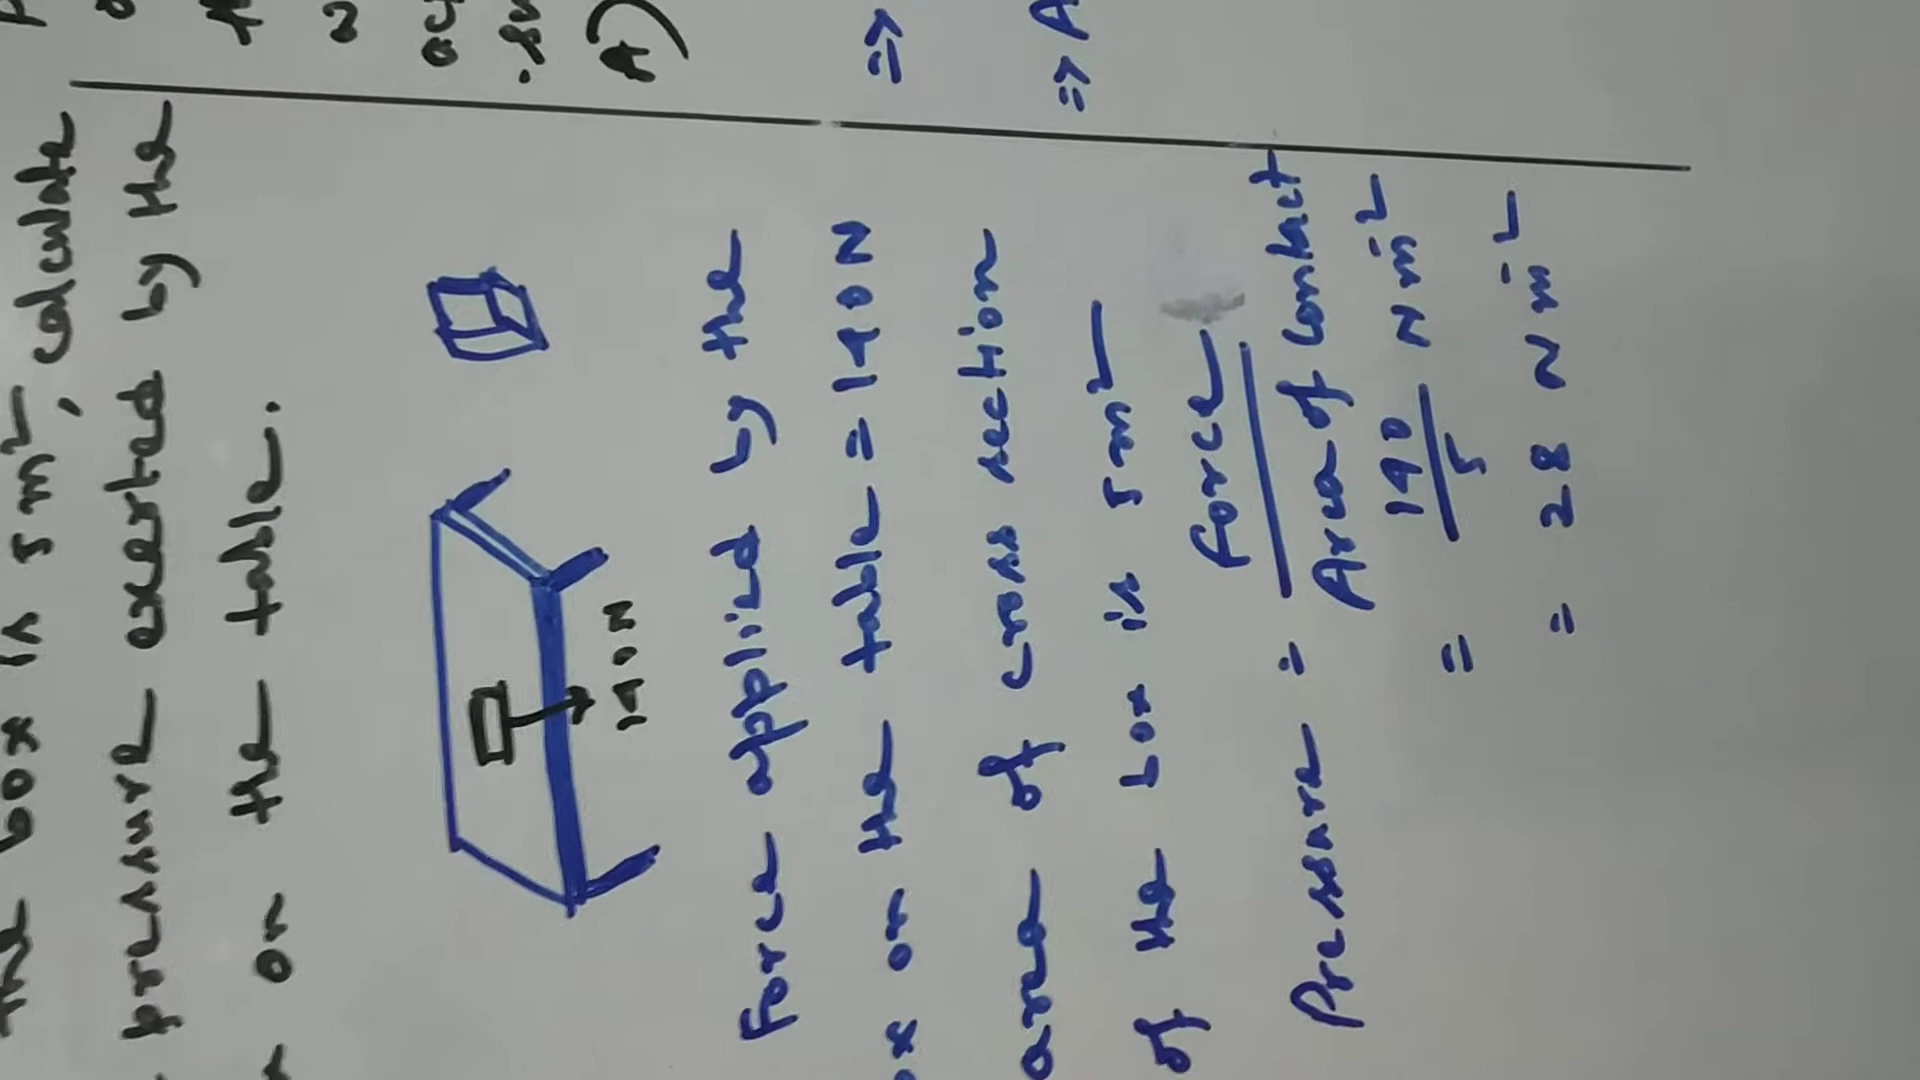 the box is 5 m², calculate
pressure exerted by the
on the table.
140 N
Force applied by the
ox on the table = 140 N
area of cross section
of the box is 5 m²
Pressure = Force / Area of Contact
= 140 / 5 N m⁻²
= 28 N m⁻²
A)
⇒
⇒ A